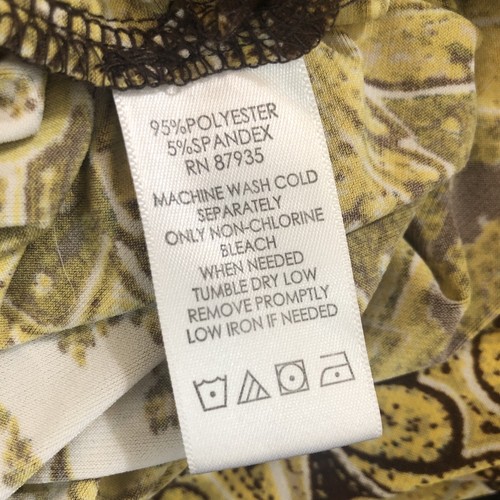 95%POLYESTER
5%SPANDEX
RN 87935
MACHINE WASH COLD
SEPARATELY
ONLY NON-CHLORINE
BLEACH
WHEN NEEDED
TUMBLE DRY LOW
REMOVE PROMPTLY
LOW IRON IF NEEDED